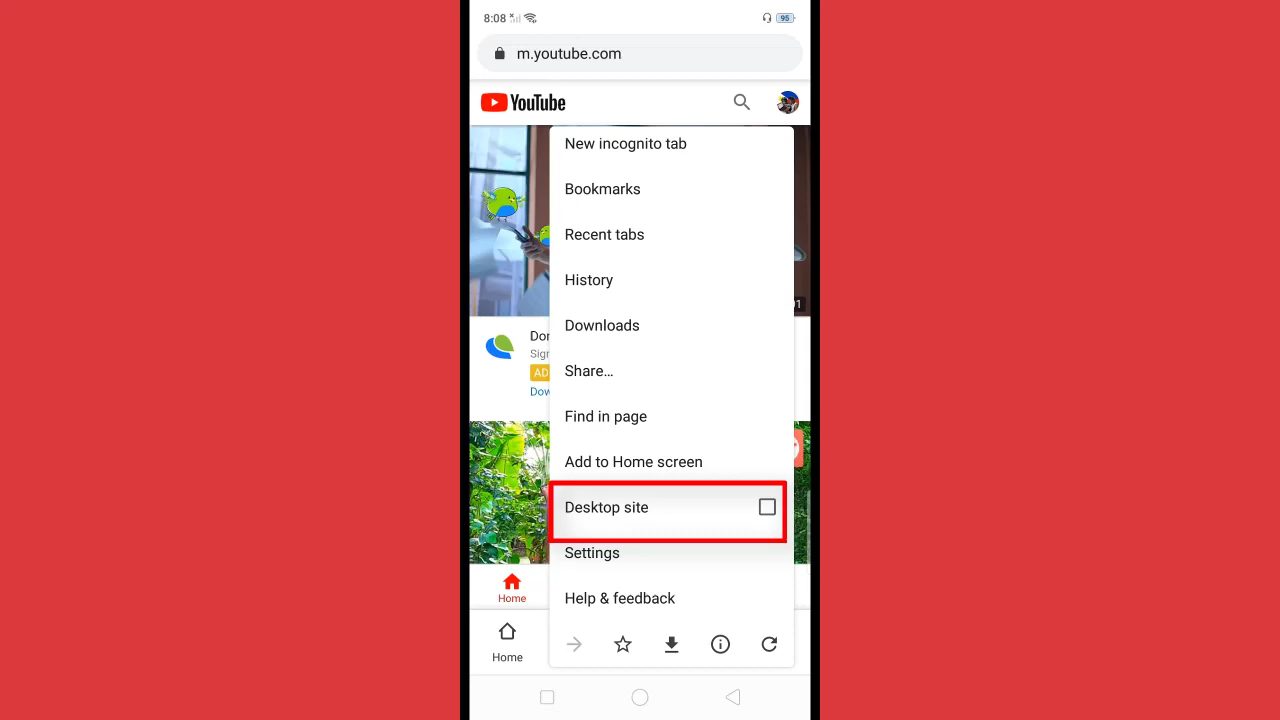 8:08
95
m.youtube.com
YouTube
New incognito tab
Bookmarks
Recent tabs
History
Downloads
Share...
Find in page
Add to Home screen
Desktop site
Settings
Help & feedback
AD
Home
Home